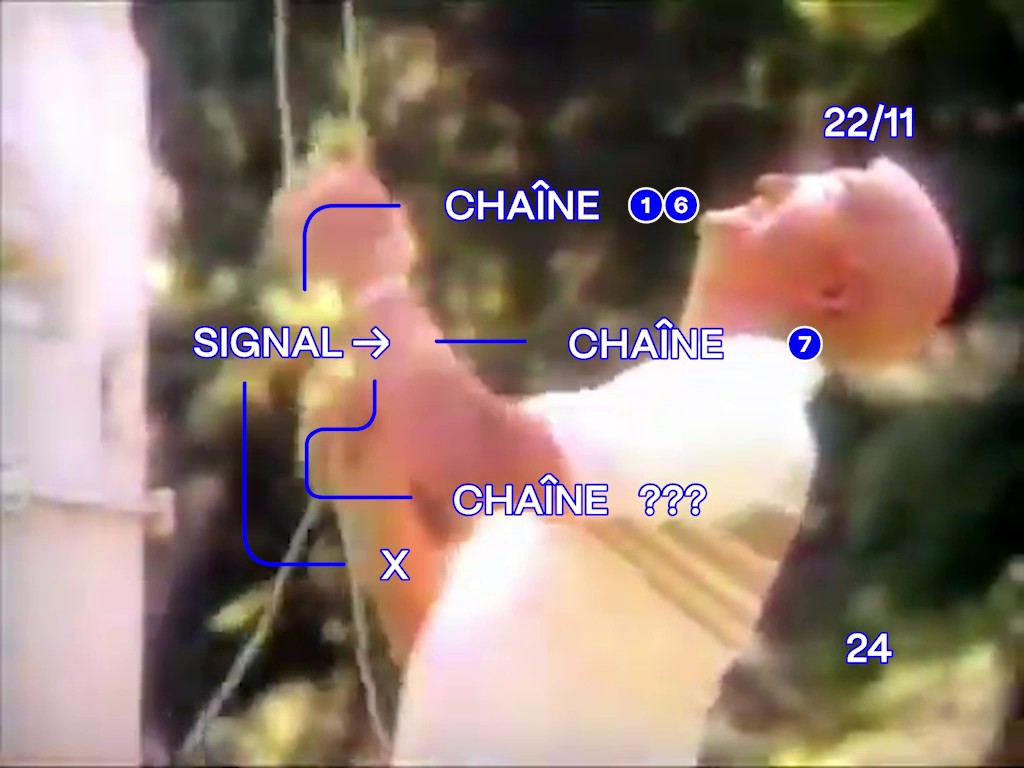 22/11
CHAÎNE 16
SIGNAL → CHAÎNE 7
CHAÎNE ???
X
24